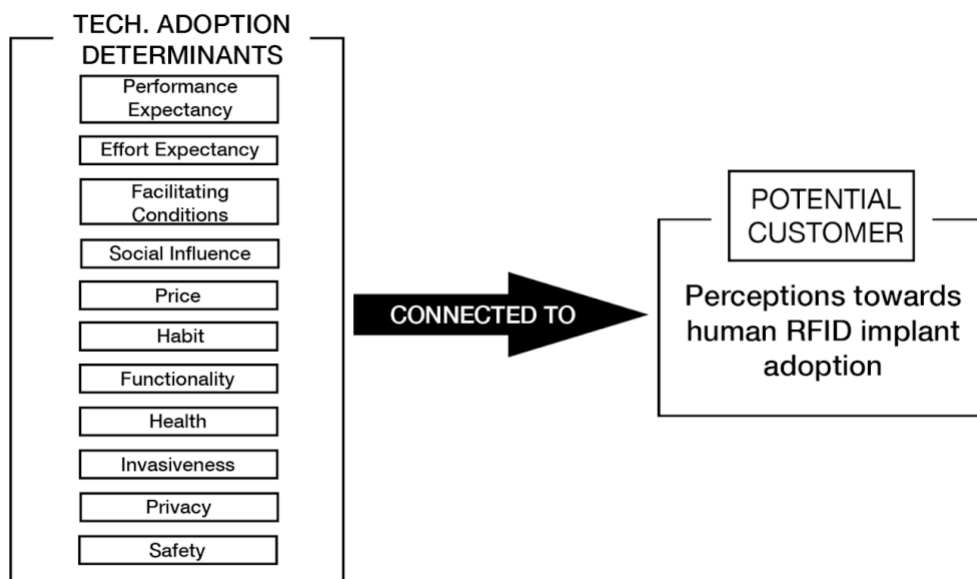 TECH. ADOPTION
DETERMINANTS
Performance
Expectancy
Effort Expectancy
Facilitating
Conditions
Social Influence
Price
Habit
Functionality
Health
Invasiveness
Privacy
Safety
CONNECTED TO
POTENTIAL
CUSTOMER
Perceptions towards
human RFID implant
adoption